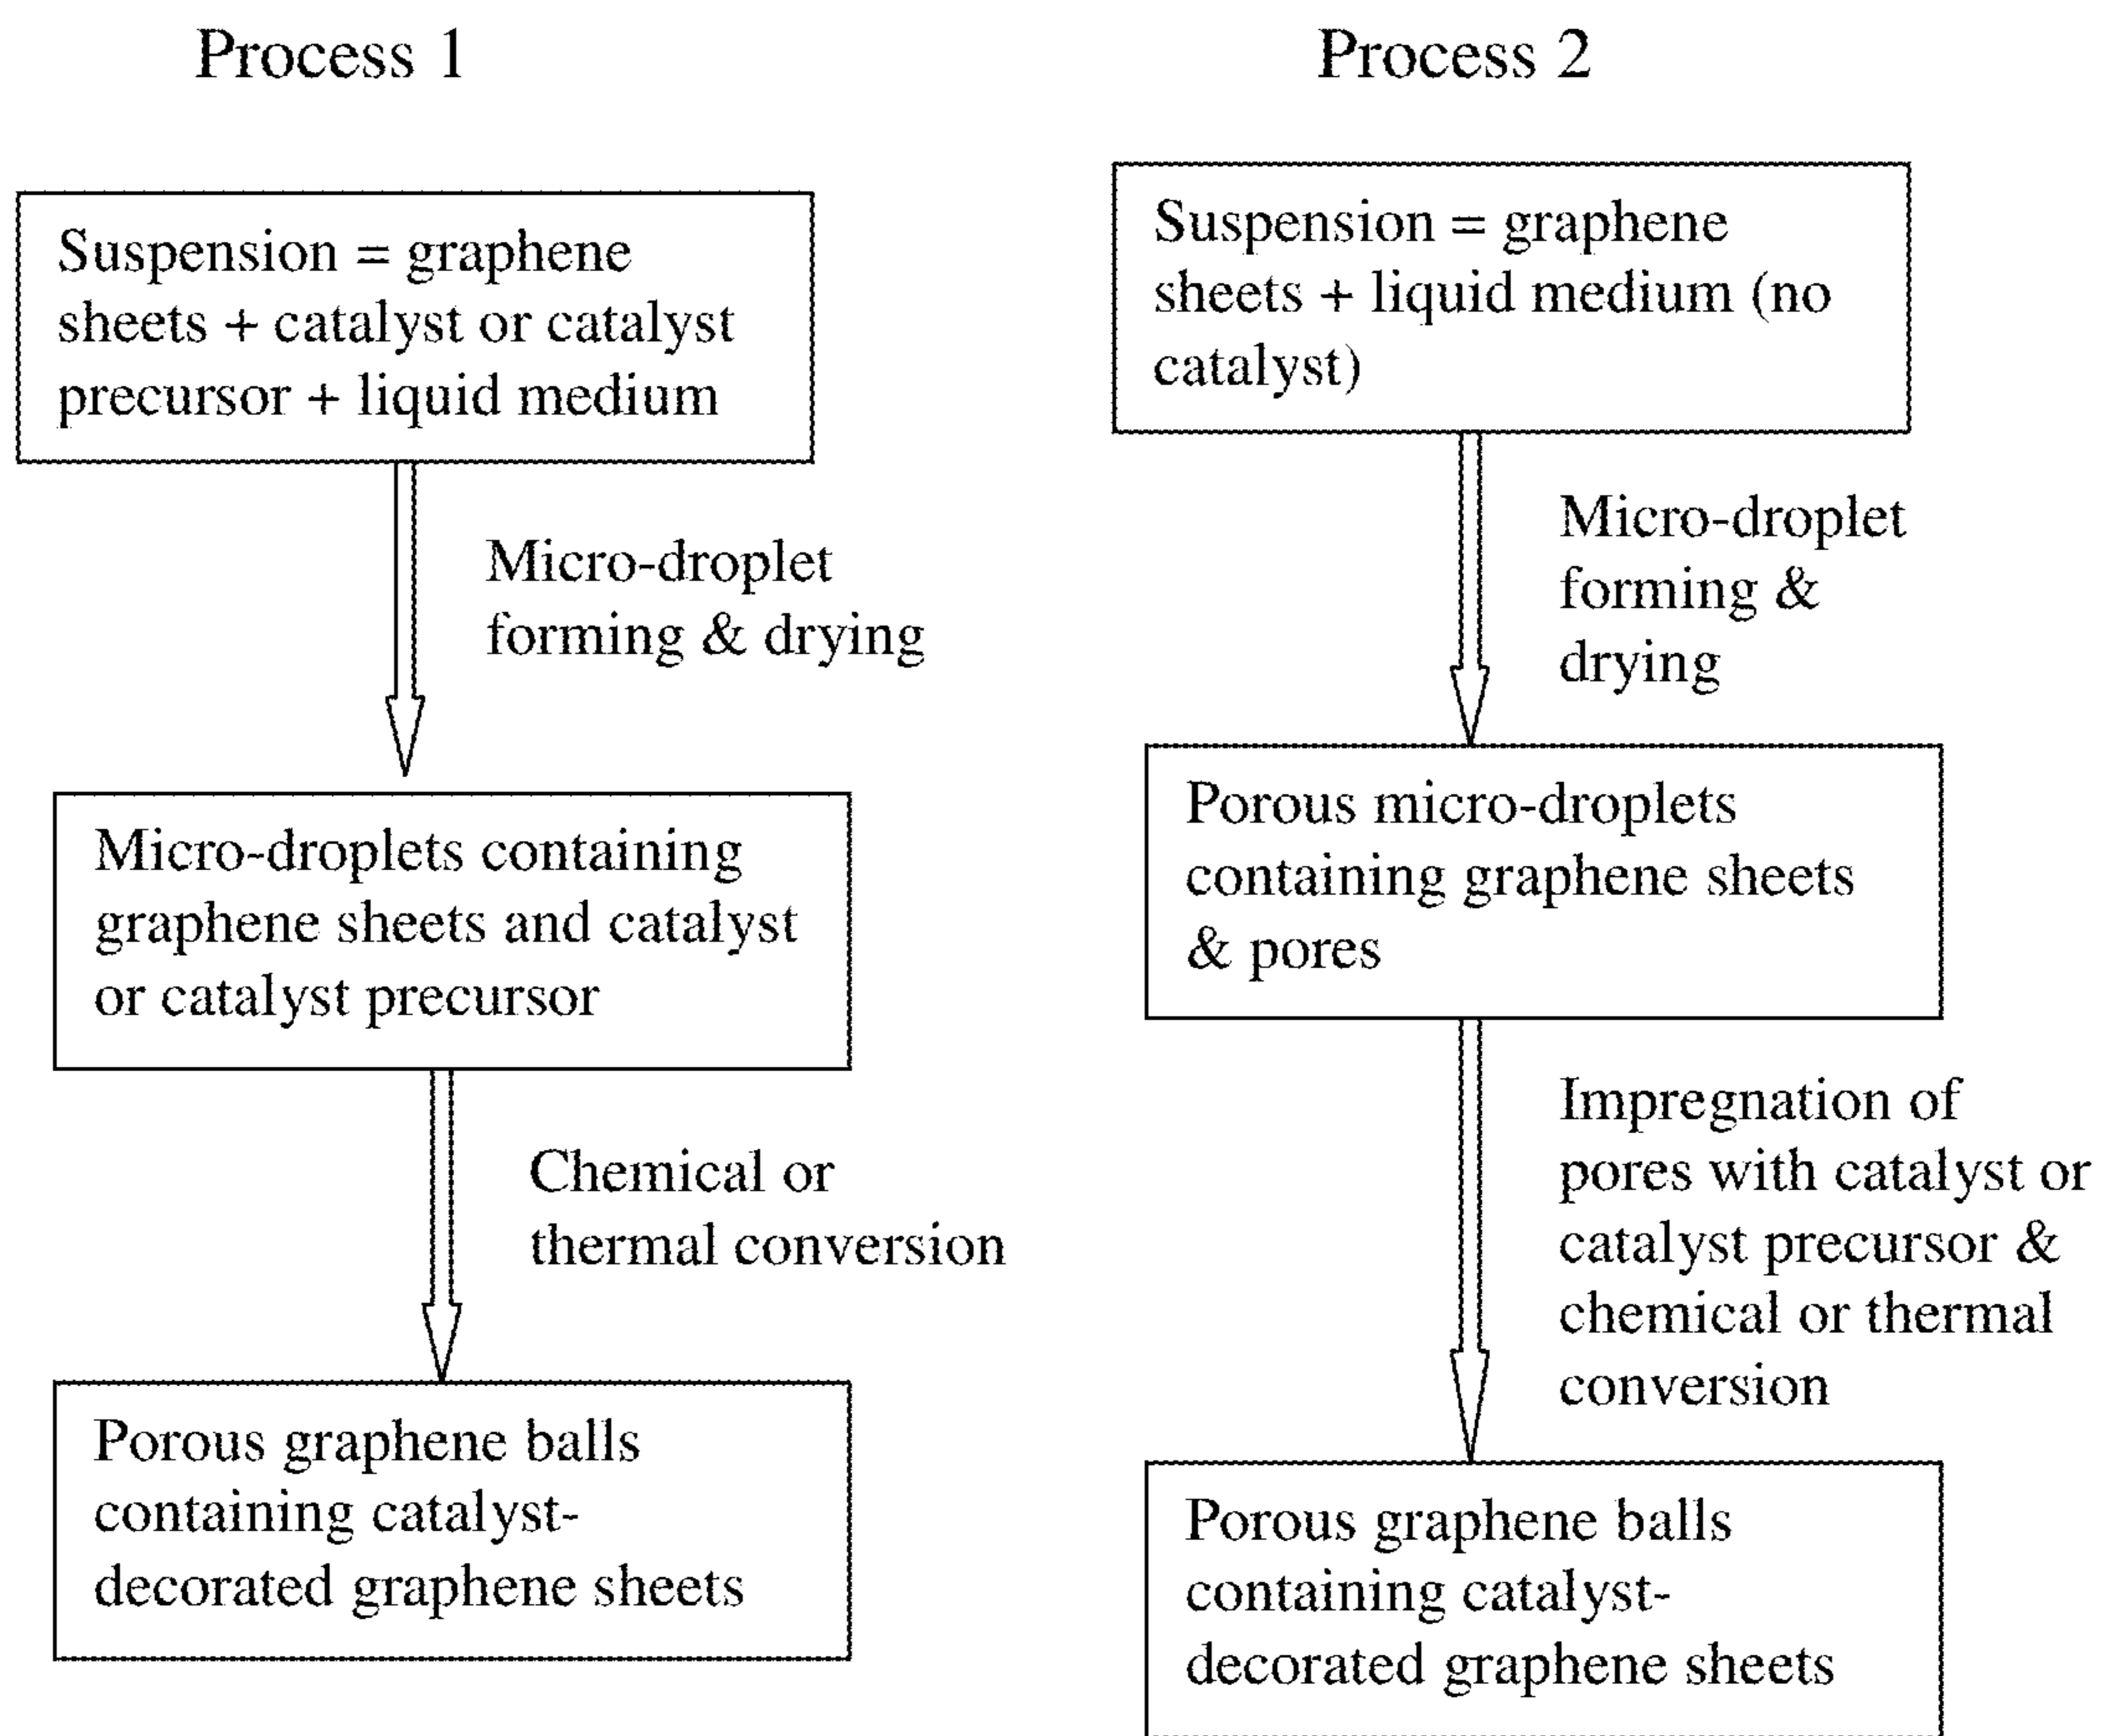 Process 1
Suspension = graphene
sheets + catalyst or catalyst
precursor + liquid medium
Micro-droplet
forming & drying
Micro-droplets containing
graphene sheets and catalyst
or catalyst precursor
Chemical or
thermal conversion
Porous graphene balls
containing catalyst-
decorated graphene sheets
Process 2
Suspension = graphene
sheets + liquid medium (no
catalyst)
Micro-droplet
forming &
drying
Porous micro-droplets
containing graphene sheets
& pores
Impregnation of
pores with catalyst or
catalyst precursor &
chemical or thermal
conversion
Porous graphene balls
containing catalyst-
decorated graphene sheets